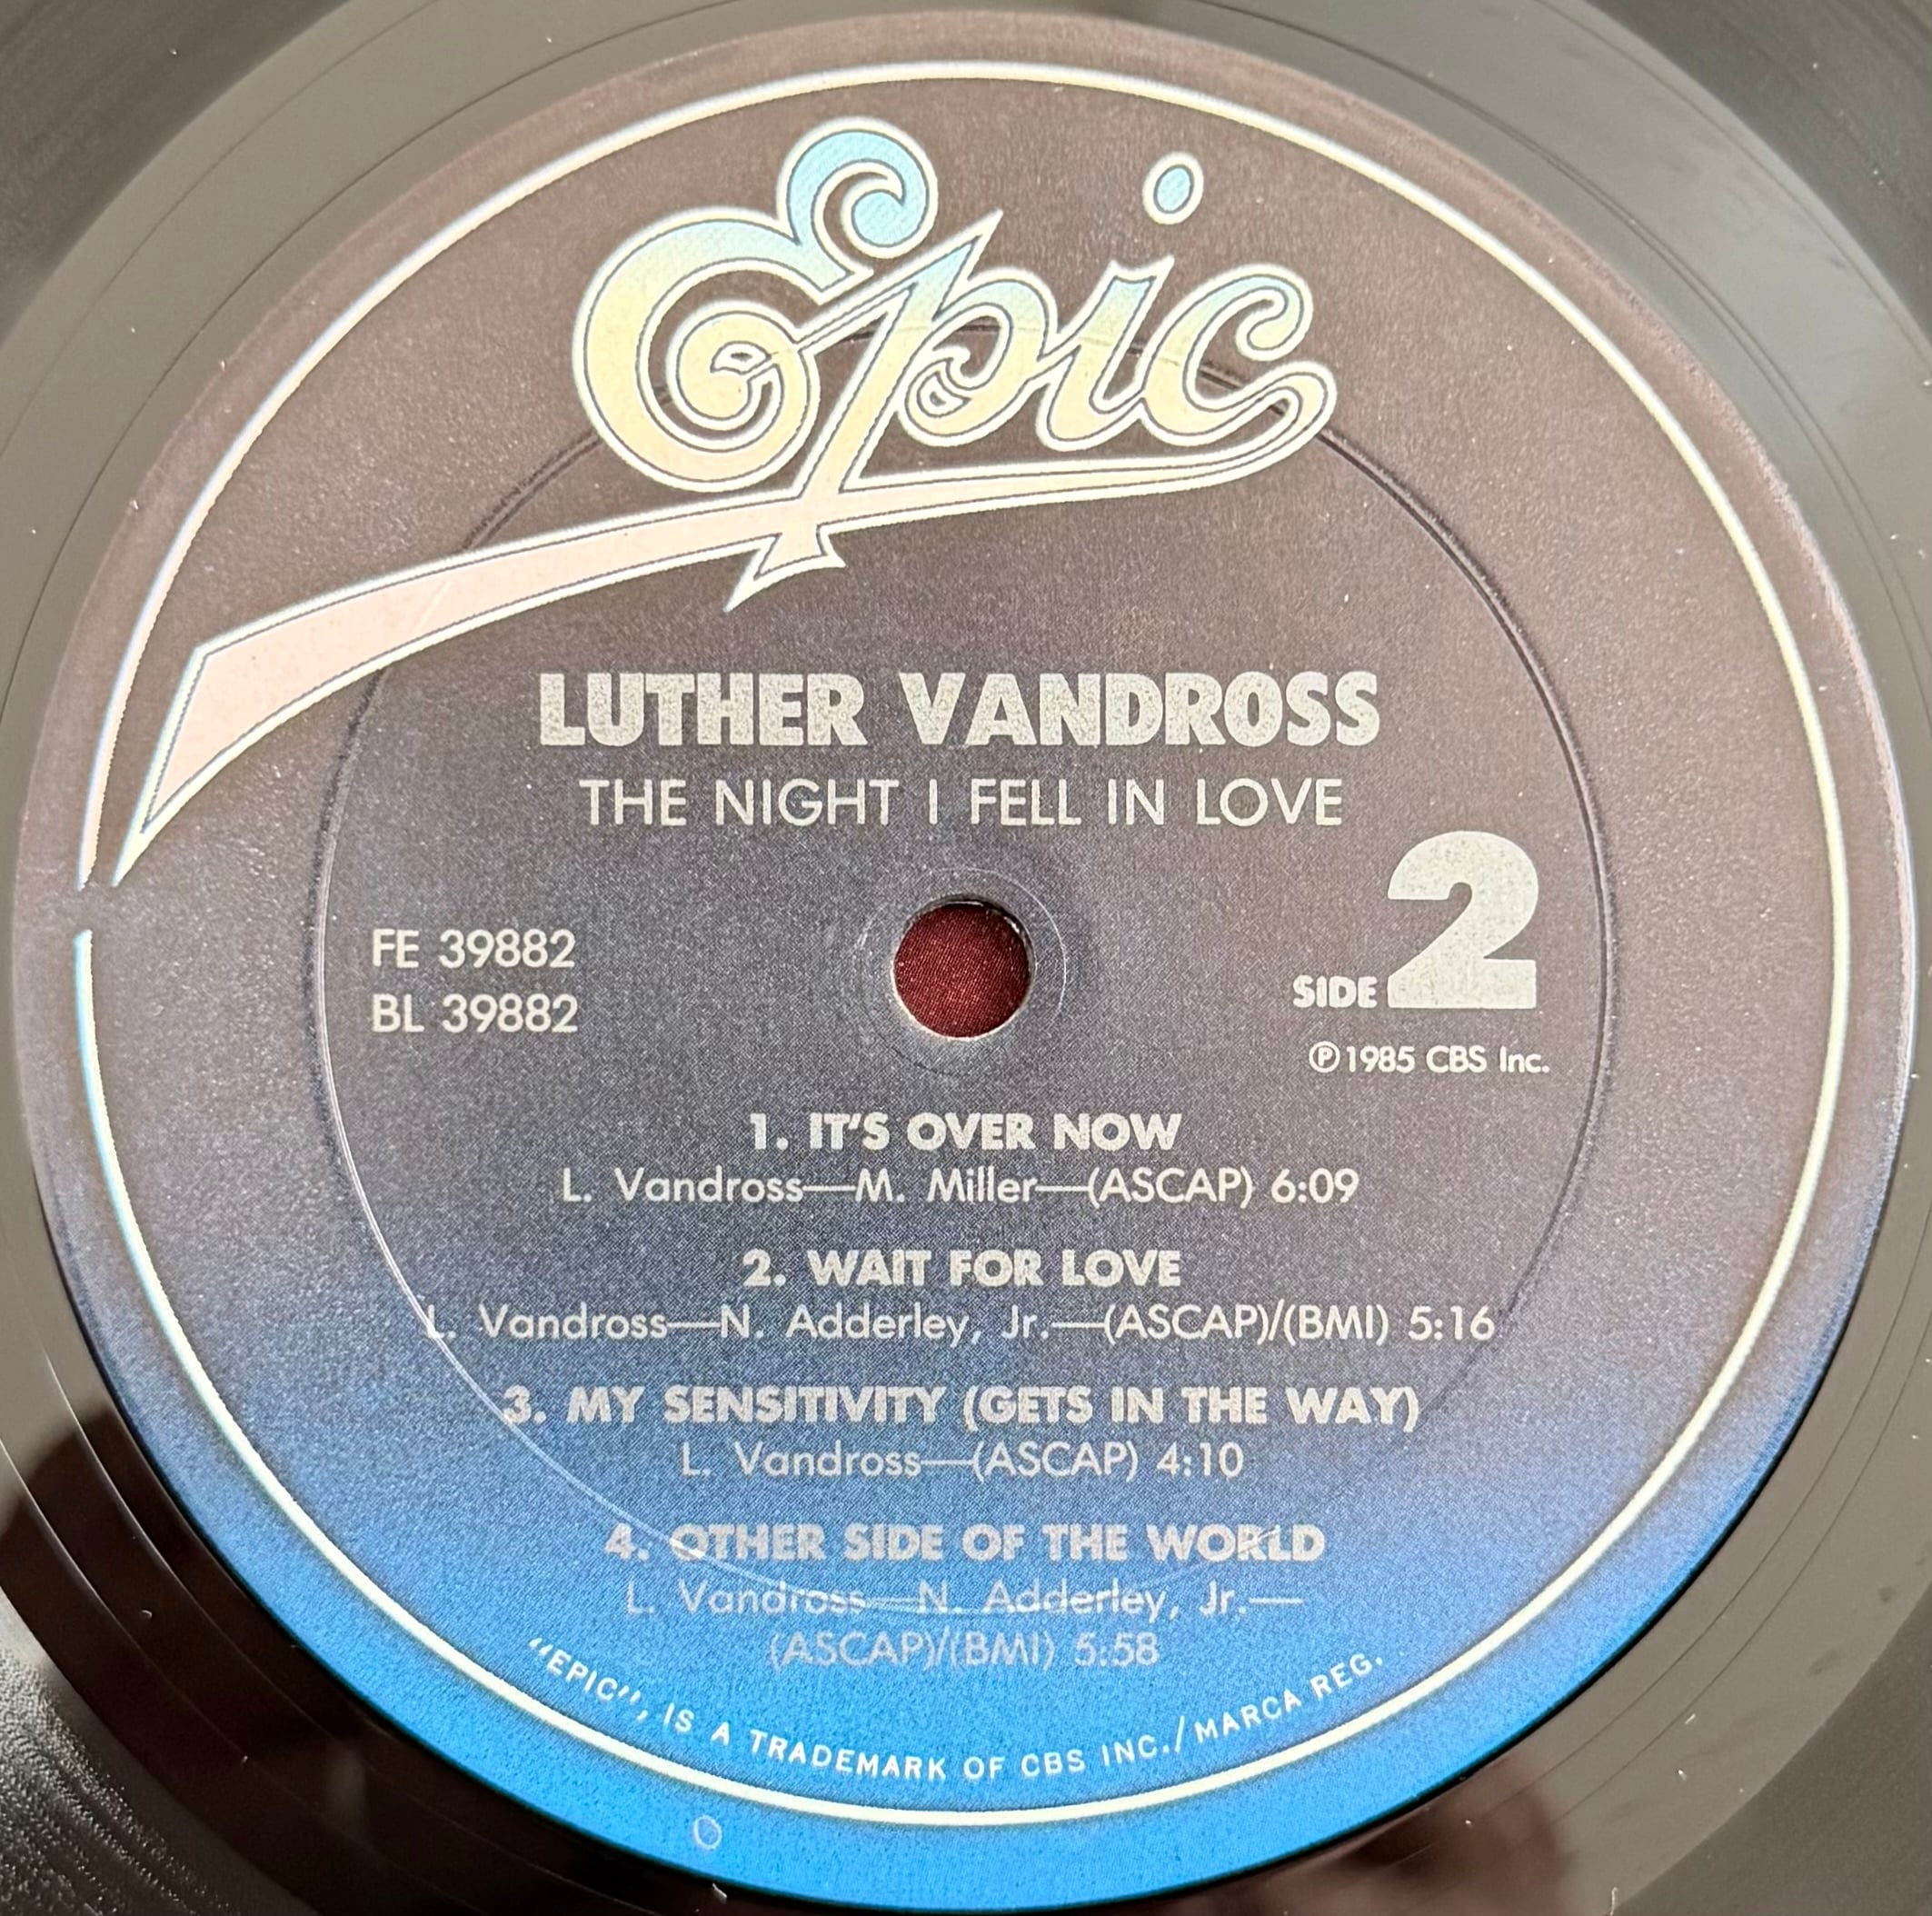 Epic
LUTHER VANDROSS
THE NIGHT I FELL IN LOVE
FE 39882
BL 39882
SIDE 2
Ⓟ1985 CBS Inc.
1. IT'S OVER NOW
L. Vandross—M. Miller—(ASCAP) 6:09
2. WAIT FOR LOVE
L. Vandross—N. Adderley, Jr.—(ASCAP)/(BMI) 5:16
3. MY SENSITIVITY (GETS IN THE WAY)
L. Vandross—(ASCAP) 4:10
4. OTHER SIDE OF THE WORLD
L. Vandross—N. Adderley, Jr.—
(ASCAP)/(BMI) 5:58
"EPIC", IS A TRADEMARK OF CBS INC./MARCA REG.